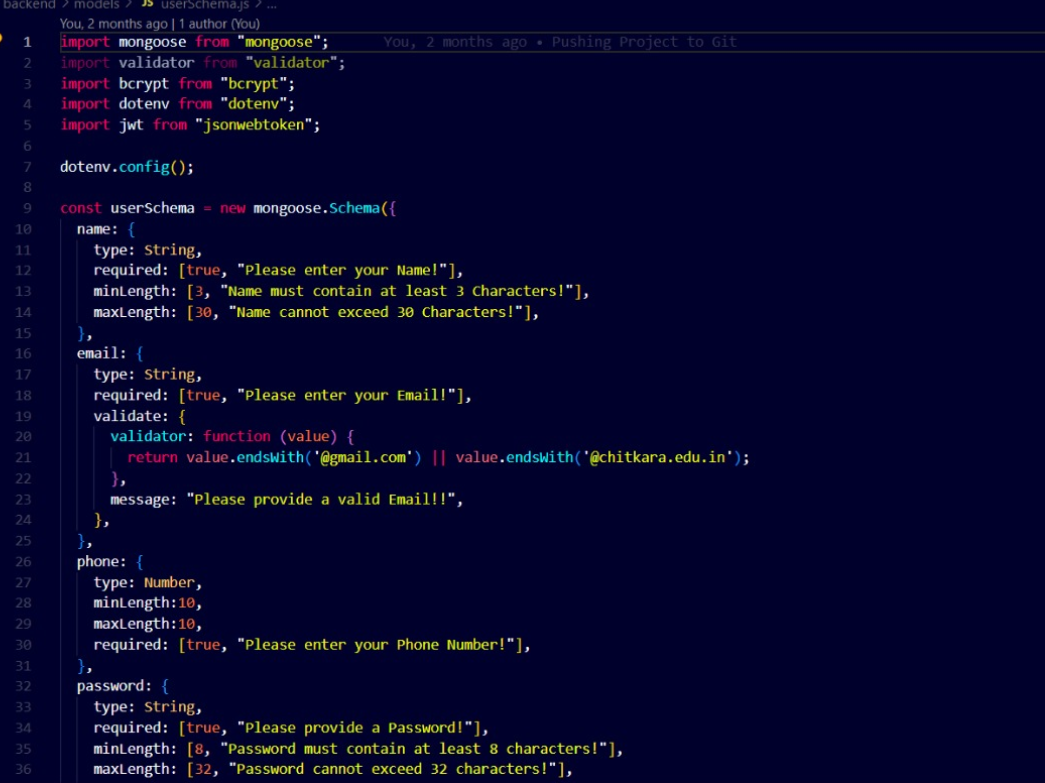 backend > models > JS userSchema.js > ...
You, 2 months ago | 1 author (You)
1 import mongoose from "mongoose"; You, 2 months ago • Pushing Project to Git
2 import validator from "validator";
3 import bcrypt from "bcrypt";
4 import dotenv from "dotenv";
5 import jwt from "jsonwebtoken";
6
7 dotenv.config();
8
9 const userSchema = new mongoose.Schema({
10   name: {
11     type: String,
12     required: [true, "Please enter your Name!"],
13     minLength: [3, "Name must contain at least 3 Characters!"],
14     maxLength: [30, "Name cannot exceed 30 Characters!"],
15   },
16   email: {
17     type: String,
18     required: [true, "Please enter your Email!"],
19     validate: {
20       validator: function (value) {
21         return value.endsWith('@gmail.com') || value.endsWith('@chitkara.edu.in');
22       },
23       message: "Please provide a valid Email!!",
24     },
25   },
26   phone: {
27     type: Number,
28     minLength:10,
29     maxLength:10,
30     required: [true, "Please enter your Phone Number!"],
31   },
32   password: {
33     type: String,
34     required: [true, "Please provide a Password!"],
35     minLength: [8, "Password must contain at least 8 characters!"],
36     maxLength: [32, "Password cannot exceed 32 characters!"],